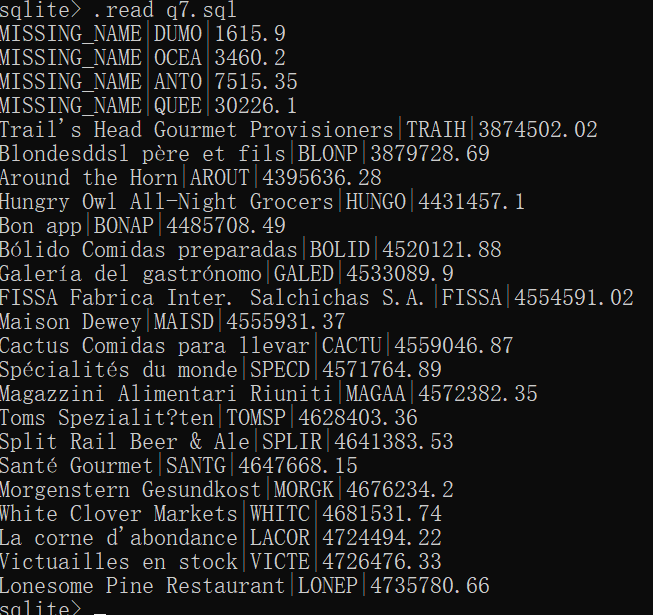 sqlite> .read q7.sql
MISSING_NAME|DUMO|1615.9
MISSING_NAME|OCEA|3460.2
MISSING_NAME|ANTO|7515.35
MISSING_NAME|QUEE|30226.1
Trail's Head Gourmet Provisioners|TRAIH|3874502.02
Blondesddsl père et fils|BLONP|3879728.69
Around the Horn|AROUT|4395636.28
Hungry Owl All-Night Grocers|HUNGO|4431457.1
Bon app|BONAP|4485708.49
Bólido Comidas preparadas|BOLID|4520121.88
Galería del gastrónomo|GALED|4533089.9
FISSA Fabrica Inter. Salchichas S.A.|FISSA|4554591.02
Maison Dewey|MAISD|4555931.37
Cactus Comidas para llevar|CACTU|4559046.87
Spécialités du monde|SPECD|4571764.89
Magazzini Alimentari Riuniti|MAGAA|4572382.35
Toms Spezialit?ten|TOMSP|4628403.36
Split Rail Beer & Ale|SPLIR|4641383.53
Santé Gourmet|SANTG|4647668.15
Morgenstern Gesundkost|MORGK|4676234.2
White Clover Markets|WHITC|4681531.74
La corne d'abondance|LACOR|4724494.22
Victuailles en stock|VICTE|4726476.33
Lonesome Pine Restaurant|LONEP|4735780.66
sqlite> _